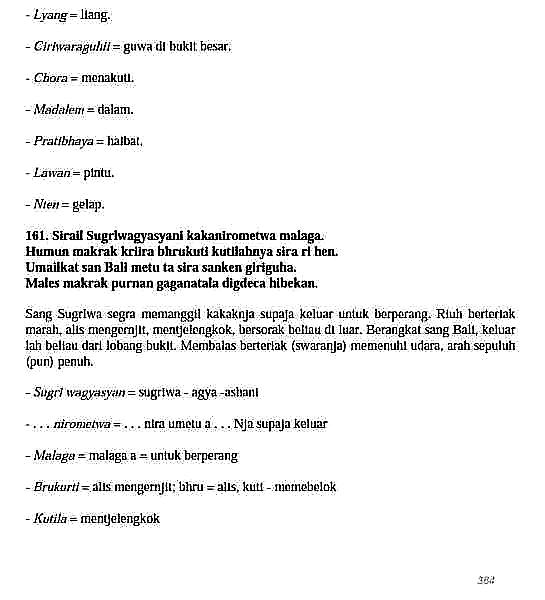 - Lyang = liang.
- Ciriwaraguhii = guwa di bukit besar.
- Chora = menakuti.
- Madalem = dalam.
- Pratibhaya = haibat.
- Lawan = pintu.
- Nten = gelap.
161. Sirail Sugriwagyasyani kakanirometwa malaga.
Humun makrak kriira bhrukuti kutilahnya sira ri hen.
Umailkat san Bali metu ta sira sanken giriguha.
Males makrak purnan gaganatala digdeca hibekan.
Sang Sugriwa segra memanggil kakaknja supaja keluar untuk berperang. Riuh berteriak
marah, alis mengernjit, mentjelengkok, bersorak beliau di luar. Berangkat sang Bali, keluar
lah beliau dari lobang bukit. Membalas berteriak (swaranja) memenuhi udara, arah sepuluh
(pun) penuh.
- Sugri wagyasyan = sugriwa - agya -ashani
- . . . nirometwa = . . . nira umetu a . . . Nja supaja keluar
- Malaga = malaga a = untuk berperang
- Brukurti = alis mengernjit; bhru = alis, kuti - memebelok
- Kutila = mentjelengkok